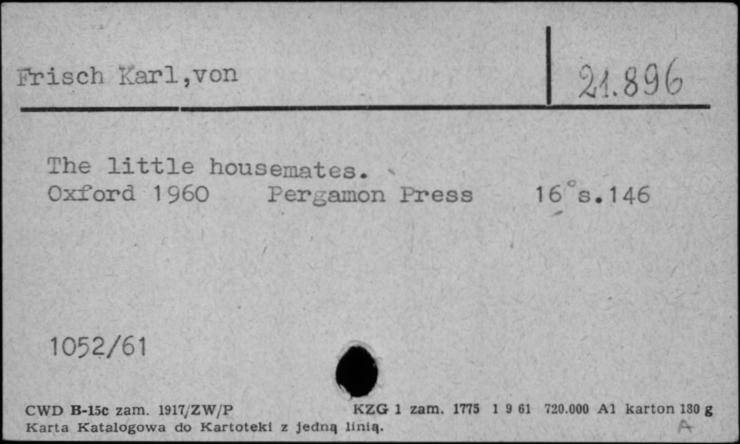 Frisch Karl,von
21.896
The little housemates.
Oxford 1960 Pergamon Press 16° s.146
1052/61
CWD B-15c zam. 1917/ZW/P KZG 1 zam. 1775 1 9 61 720.000 A1 karton 180 g
Karta Katalogowa do Kartoteki z jedną linią.
A